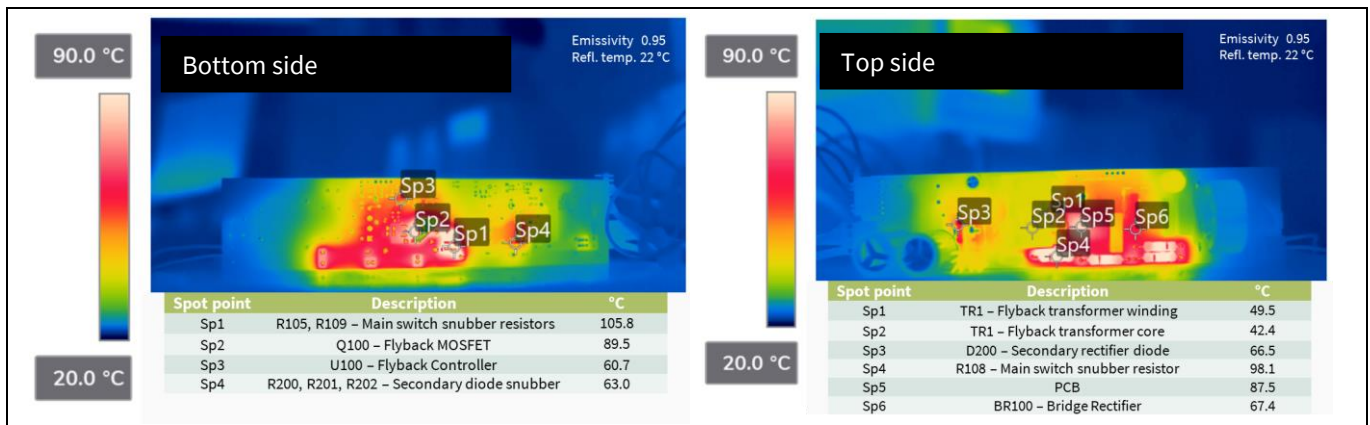 90.0 °C
Bottom side
Emissivity 0.95
Refl. temp. 22 °C
Sp3
Sp2
Sp1
Sp4
20.0 °C
Spot point Description °C
Sp1 R105, R109 – Main switch snubber resistors 105.8
Sp2 Q100 – Flyback MOSFET 89.5
Sp3 U100 – Flyback Controller 60.7
Sp4 R200, R201, R202 – Secondary diode snubber 63.0
90.0 °C
Top side
Emissivity 0.95
Refl. temp. 22 °C
Sp1
Sp3
Sp2
Sp5
Sp6
Sp4
20.0 °C
Spot point Description °C
Sp1 TR1 – Flyback transformer winding 49.5
Sp2 TR1 – Flyback transformer core 42.4
Sp3 D200 – Secondary rectifier diode 66.5
Sp4 R108 – Main switch snubber resistor 98.1
Sp5 PCB 87.5
Sp6 BR100 – Bridge Rectifier 67.4